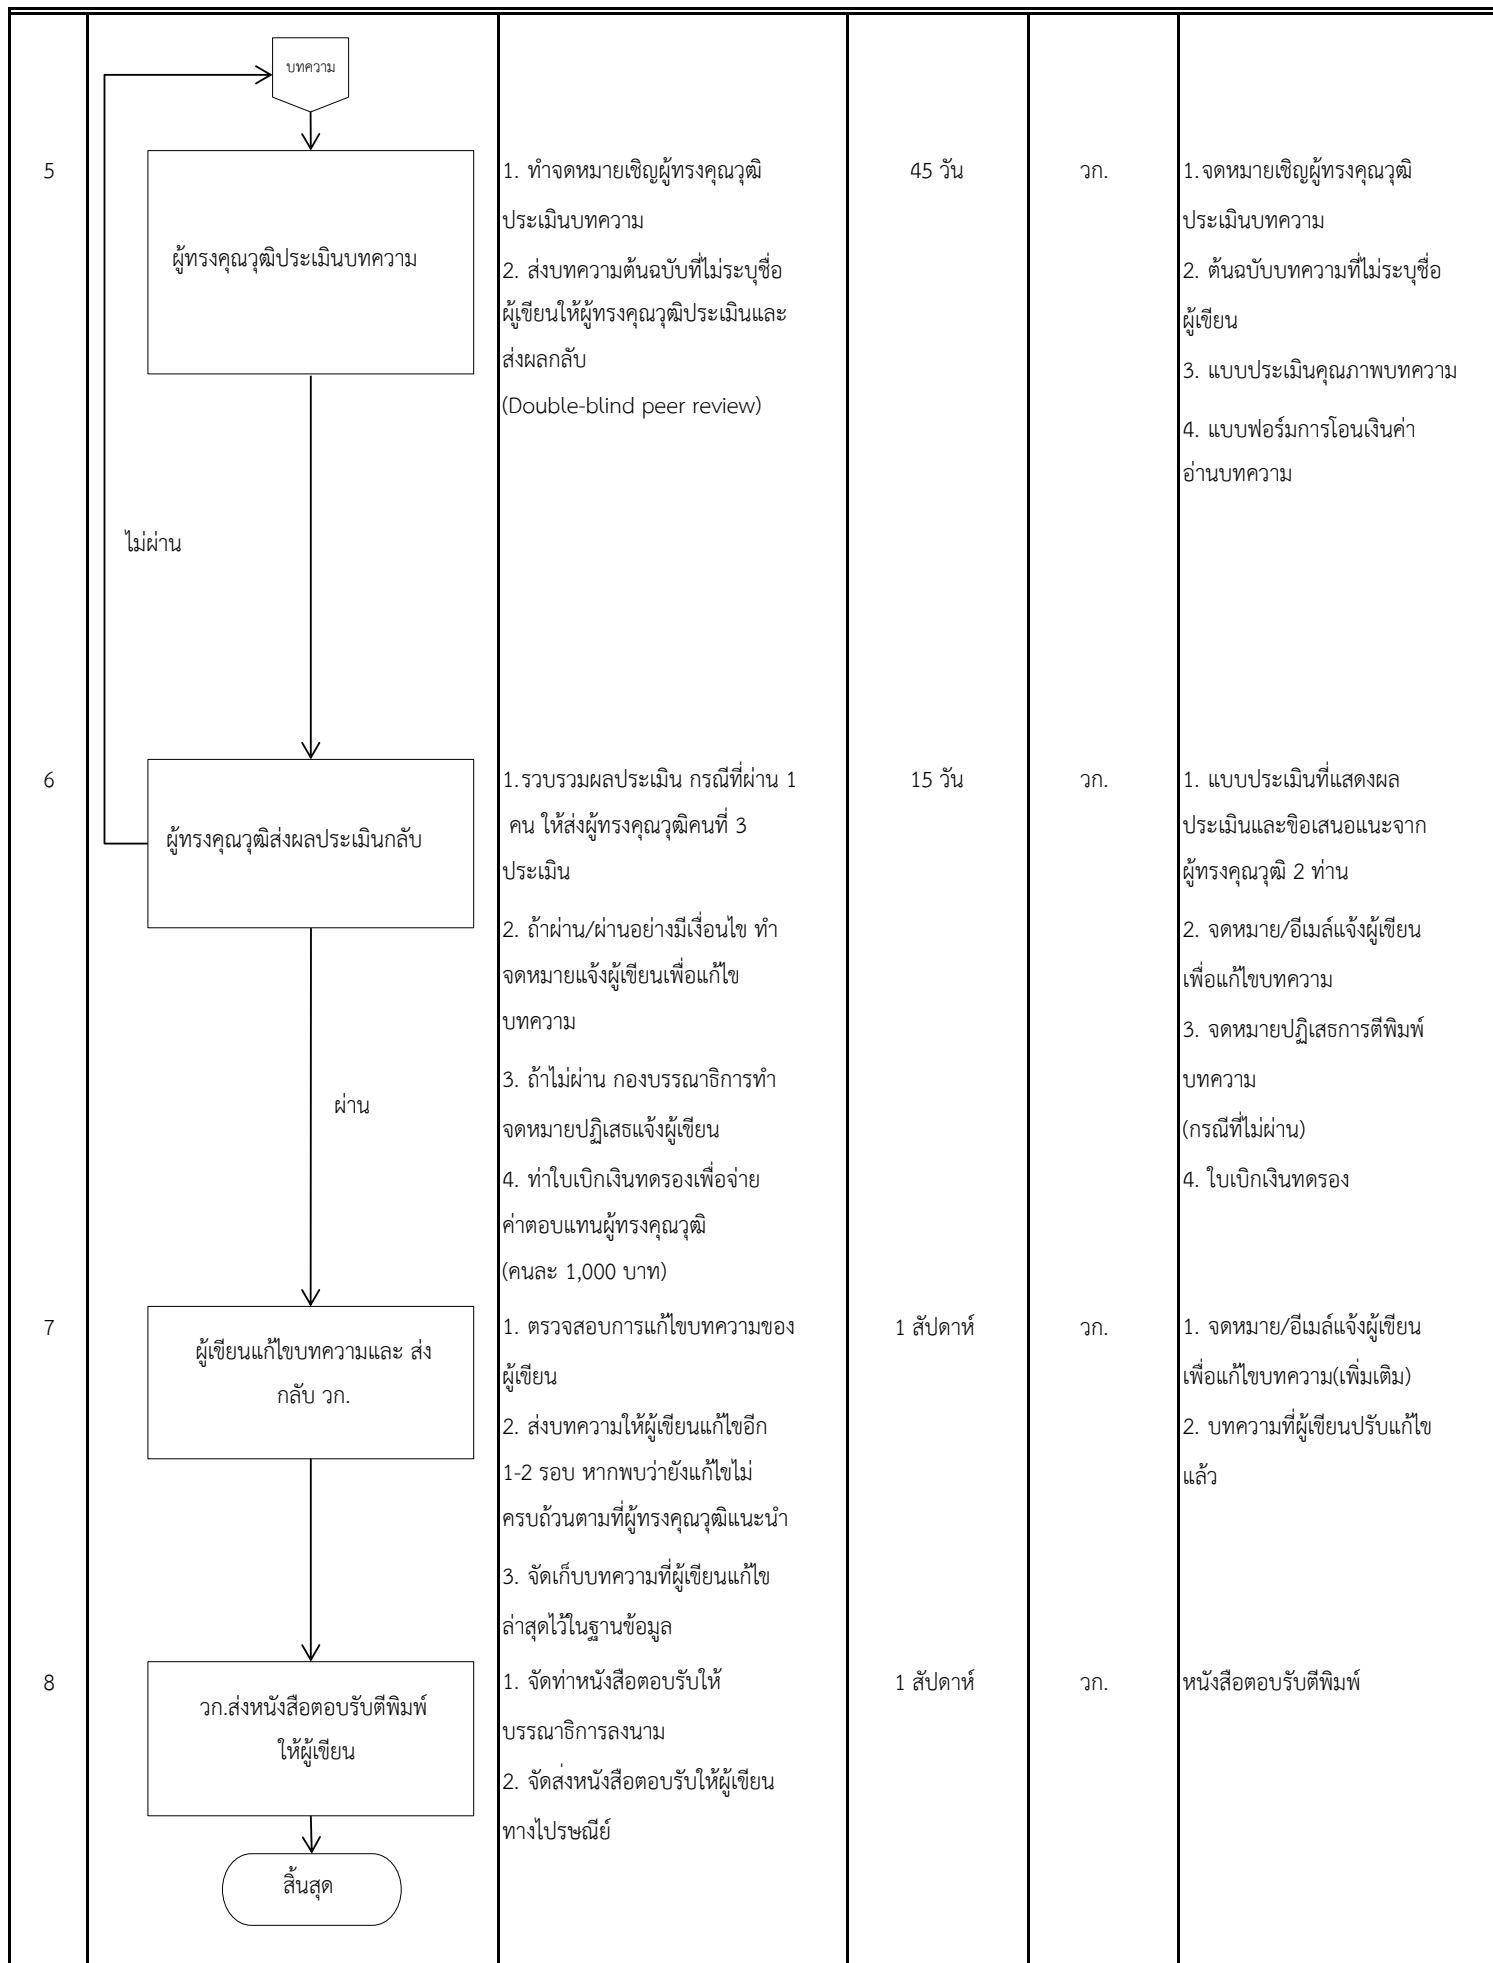 บทความ
5
ผู้ทรงคุณวุฒิประเมินบทความ
1. ทำจดหมายเชิญผู้ทรงคุณวุฒิ
ประเมินบทความ
2. ส่งบทความต้นฉบับที่ไม่ระบุชื่อ
ผู้เขียนให้ผู้ทรงคุณวุฒิประเมินและ
ส่งผลกลับ
(Double-blind peer review)
45 วัน
วก.
1.จดหมายเชิญผู้ทรงคุณวุฒิ
ประเมินบทความ
2. ต้นฉบับบทความที่ไม่ระบุชื่อ
ผู้เขียน
3. แบบประเมินคุณภาพบทความ
4. แบบฟอร์มการโอนเงินค่า
อ่านบทความ
ไม่ผ่าน
6
ผู้ทรงคุณวุฒิส่งผลประเมินกลับ
1.รวบรวมผลประเมิน กรณีที่ผ่าน 1
คน ให้ส่งผู้ทรงคุณวุฒิคนที่ 3
ประเมิน
2. ถ้าผ่าน/ผ่านอย่างมีเงื่อนไข ทำ
จดหมายแจ้งผู้เขียนเพื่อแก้ไข
บทความ
3. ถ้าไม่ผ่าน กองบรรณาธิการทำ
จดหมายปฏิเสธแจ้งผู้เขียน
4. ท่าใบเบิกเงินทดรองเพื่อจ่าย
ค่าตอบแทนผู้ทรงคุณวุฒิ
(คนละ 1,000 บาท)
15 วัน
วก.
1. แบบประเมินที่แสดงผล
ประเมินและขิอเสนอแนะจาก
ผู้ทรงคุณวุฒิ 2 ท่าน
2. จดหมาย/อีเมล์แจ้งผู้เขียน
เพื่อแก้ไขบทความ
3. จดหมายปฏิเสธการตีพิมพ์
บทความ
(กรณีที่ไม่ผ่าน)
4. ใบเบิกเงินทดรอง
ผ่าน
7
ผู้เขียนแก้ไขบทความและ ส่ง
กลับ วก.
1. ตรวจสอบการแก้ไขบทความของ
ผู้เขียน
2. ส่งบทความให้ผู้เขียนแก้ไขอีก
1-2 รอบ หากพบว่ายังแก้ไขไม่
ครบถ้วนตามที่ผู้ทรงคุณวุฒิแนะนำ
3. จัดเก็บบทความที่ผู้เขียนแก้ไข
ล่าสุดไว้ในฐานข้อมูล
1 สัปดาห์
วก.
1. จดหมาย/อีเมล์แจ้งผู้เขียน
เพื่อแก้ไขบทความ(เพิ่มเติม)
2. บทความที่ผู้เขียนปรับแก้ไข
แล้ว
8
วก.ส่งหนังสือตอบรับตีพิมพ์
ให้ผู้เขียน
1. จัดท่าหนังสือตอบรับให้
บรรณาธิการลงนาม
2. จัดส่งหนังสือตอบรับให้ผู้เขียน
ทางไปรษณีย์
1 สัปดาห์
วก.
หนังสือตอบรับตีพิมพ์
สิ้นสุด